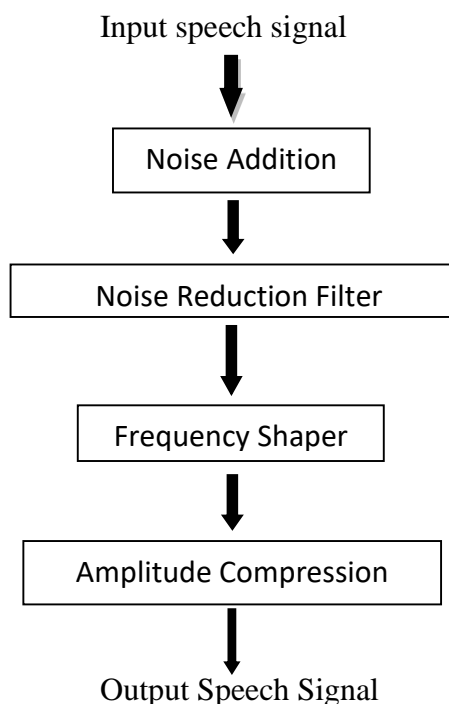 Input speech signal
Noise Addition
Noise Reduction Filter
Frequency Shaper
Amplitude Compression
Output Speech Signal